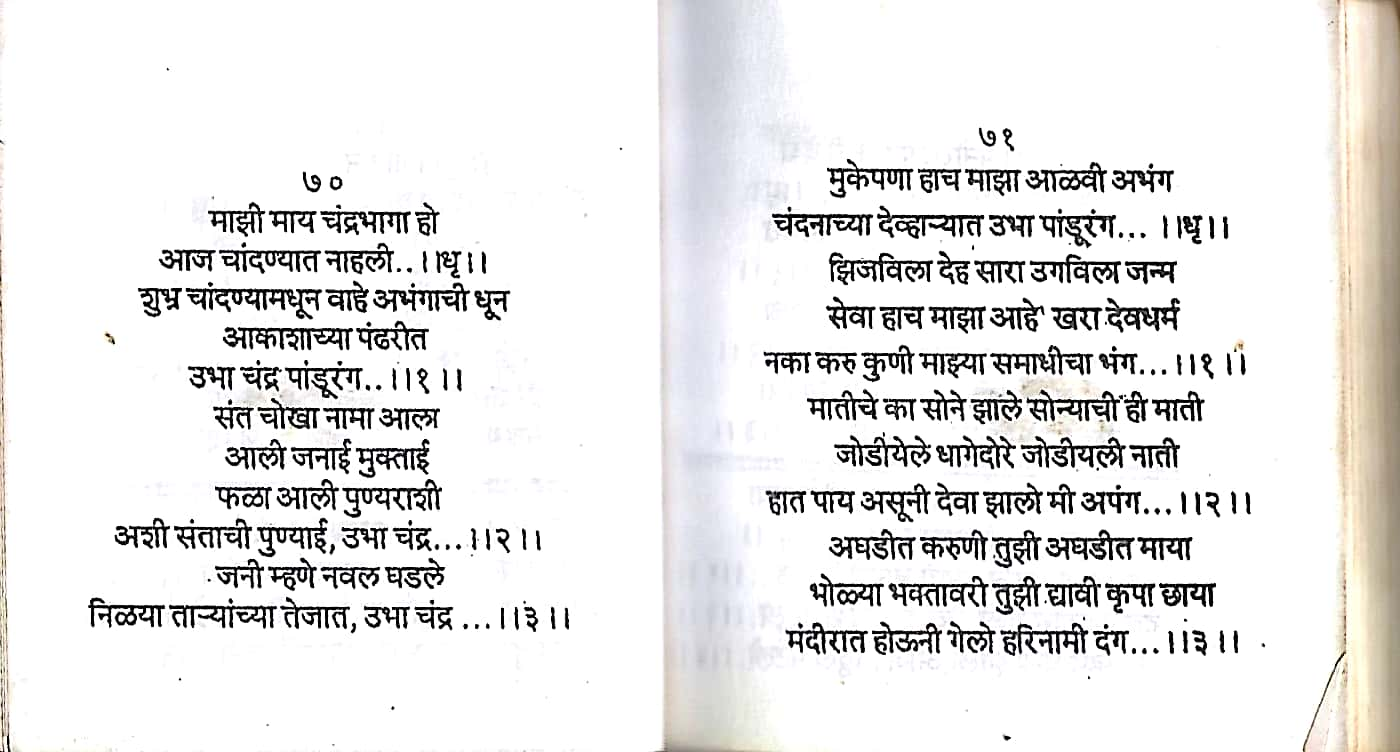 ७०
माझी माय चंद्रभागा हो
आज चांदण्यात नाहली..।।धृ।।
शुभ्र चांदण्यामधून वाहे अभंगाची धून
आकाशाच्या पंढरीत
उभा चंद्र पांडूरंग..।।१।।
संत चोखा नामा आला
आली जनाई मुक्ताई
फळा आली पुण्यराशी
अशी संताची पुण्याई, उभा चंद्र...।।२।।
जनी म्हणे नवल घडले
निळया ताऱ्यांच्या तेजात, उभा चंद्र ...।।३।।
७१
मुकेपणा हाच माझा आळवी अभंग
चंदनाच्या देव्हाऱ्यात उभा पांडूरंग... ।।धृ।।
झिजविला देह सारा उगविला जन्म
सेवा हाच माझा आहे खरा देवधर्म
नका करु कुणी माझ्या समाधीचा भंग...।।१।।
मातीचे का सोने झाले सोन्याची ही माती
जोडीयेले धागेदोरे जोडीयली नाती
हात पाय असूनी देवा झालो मी अपंग...।।२।।
अघडीत करुणी तुझी अघडीत माया
भोळ्या भक्तावरी तुझी द्यावी कृपा छाया
मंदीरात होऊनी गेलो हरिनामी दंग...।।३।।